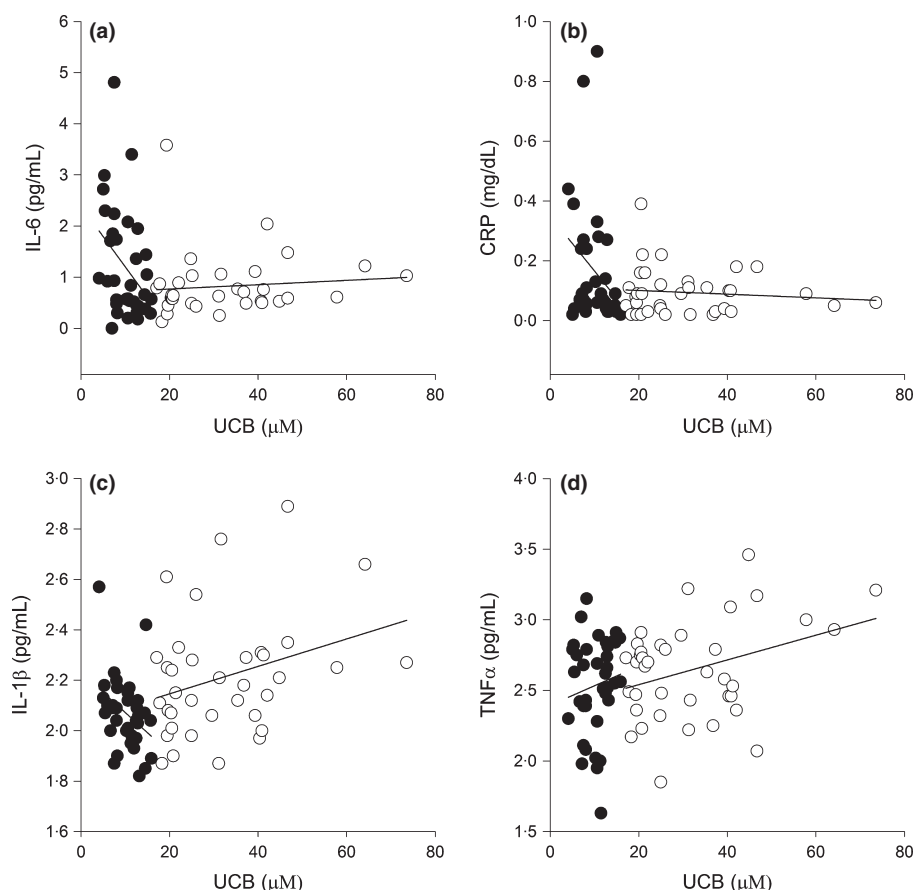 (a)
IL-6 (pg/mL)
6
5
4
3
2
1
0
0 20 40 60 80
UCB (μM)
(b)
CRP (mg/dL)
1·0
0·8
0·6
0·4
0·2
0·0
0 20 40 60 80
UCB (μM)
(c)
IL-1β (pg/mL)
3·0
2·8
2·6
2·4
2·2
2·0
1·8
1·6
0 20 40 60 80
UCB (μM)
(d)
TNFα (pg/mL)
4·0
3·5
3·0
2·5
2·0
1·5
0 20 40 60 80
UCB (μM)